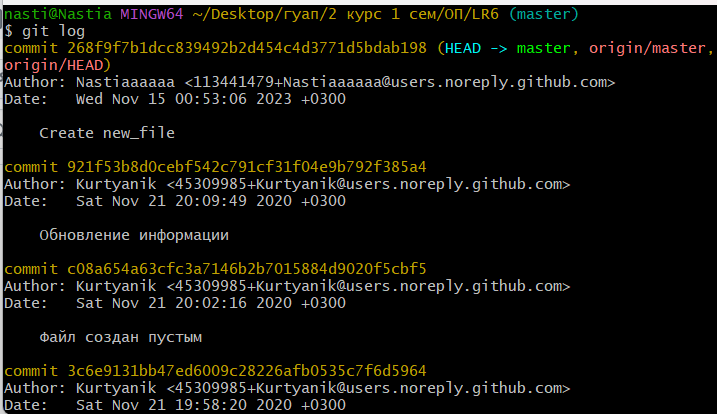 nasti@Nastia MINGW64 ~/Desktop/гуап/2 курс 1 сем/ОП/LR6 (master)
$ git log
commit 268f9f7b1dcc839492b2d454c4d3771d5bdab198 (HEAD -> master, origin/master,
origin/HEAD)
Author: Nastiaaaaaa <113441479+Nastiaaaaaa@users.noreply.github.com>
Date:   Wed Nov 15 00:53:06 2023 +0300
    Create new_file
commit 921f53b8d0cebf542c791cf31f04e9b792f385a4
Author: Kurtyanik <45309985+Kurtyanik@users.noreply.github.com>
Date:   Sat Nov 21 20:09:49 2020 +0300
    Обновление информации
commit c08a654a63cfc3a7146b2b7015884d9020f5cbf5
Author: Kurtyanik <45309985+Kurtyanik@users.noreply.github.com>
Date:   Sat Nov 21 20:02:16 2020 +0300
    Файл создан пустым
commit 3c6e9131bb47ed6009c28226afb0535c7f6d5964
Author: Kurtyanik <45309985+Kurtyanik@users.noreply.github.com>
Date:   Sat Nov 21 19:58:20 2020 +0300